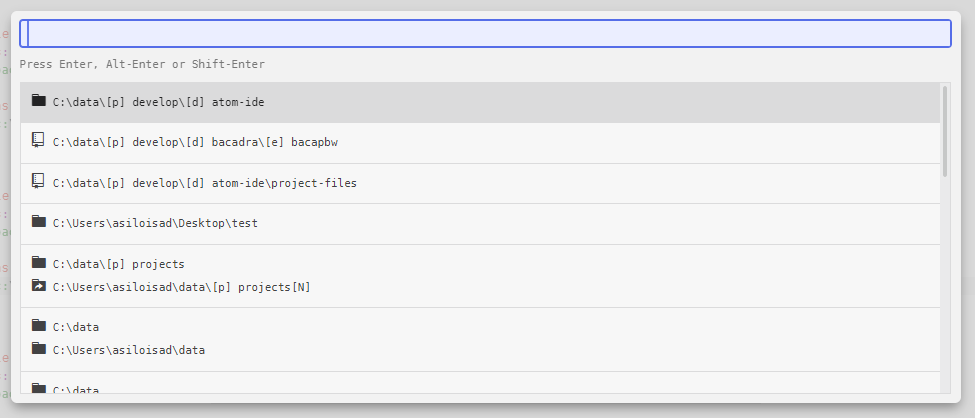 Press Enter, Alt-Enter or Shift-Enter
C:\data\[p] develop\[d] atom-ide
C:\data\[p] develop\[d] bacadra\[e] bacapbw
C:\data\[p] develop\[d] atom-ide\project-files
C:\Users\asiloisad\Desktop\test
C:\data\[p] projects
C:\Users\asiloisad\data\[p] projects[N]
C:\data
C:\Users\asiloisad\data
C:\data